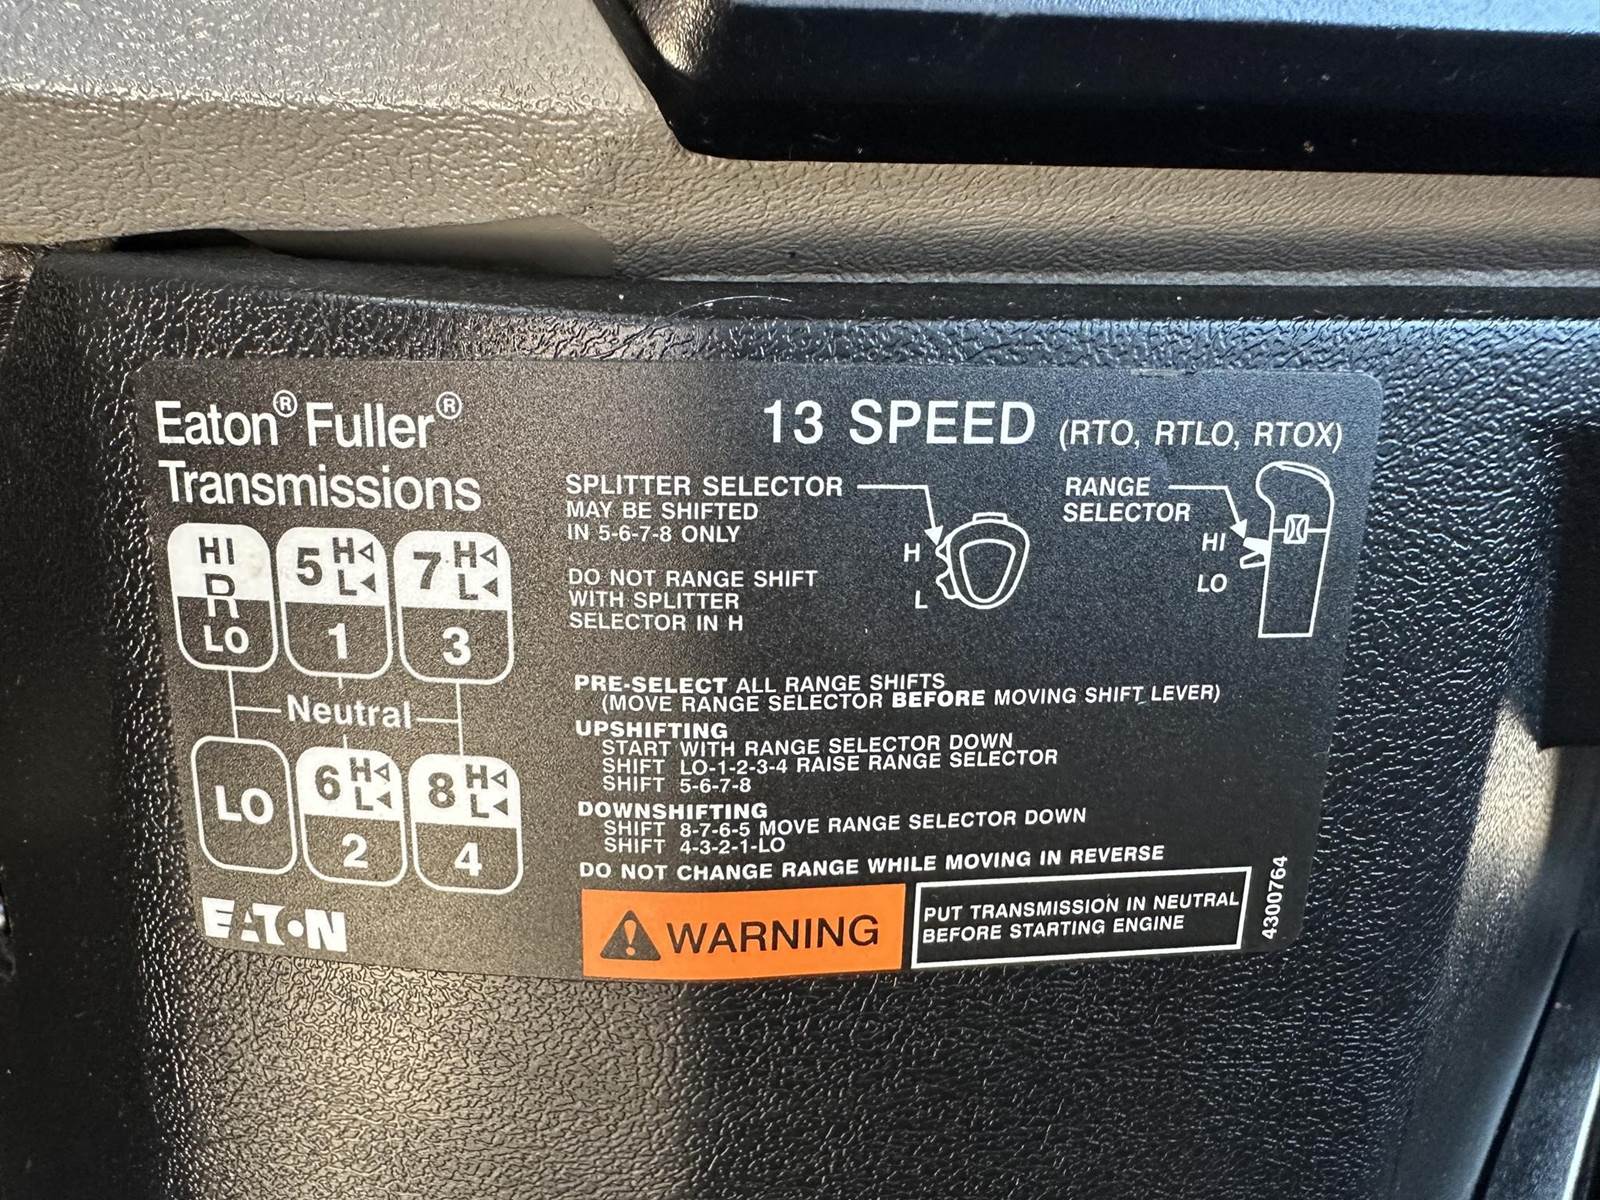 Eaton® Fuller®
Transmissions
13 SPEED (RTO, RTLO, RTOX)
HI
R
LO
5 H
L
1
7 H
L
3
Neutral
LO
6 H
L
2
8 H
L
4
EATON
SPLITTER SELECTOR
MAY BE SHIFTED
IN 5-6-7-8 ONLY
DO NOT RANGE SHIFT
WITH SPLITTER
SELECTOR IN H
H
L
RANGE
SELECTOR
HI
LO
PRE-SELECT ALL RANGE SHIFTS
(MOVE RANGE SELECTOR BEFORE MOVING SHIFT LEVER)
UPSHIFTING
START WITH RANGE SELECTOR DOWN
SHIFT LO-1-2-3-4 RAISE RANGE SELECTOR
SHIFT 5-6-7-8
DOWNSHIFTING
SHIFT 8-7-6-5 MOVE RANGE SELECTOR DOWN
SHIFT 4-3-2-1-LO
DO NOT CHANGE RANGE WHILE MOVING IN REVERSE
WARNING
PUT TRANSMISSION IN NEUTRAL
BEFORE STARTING ENGINE
4300764